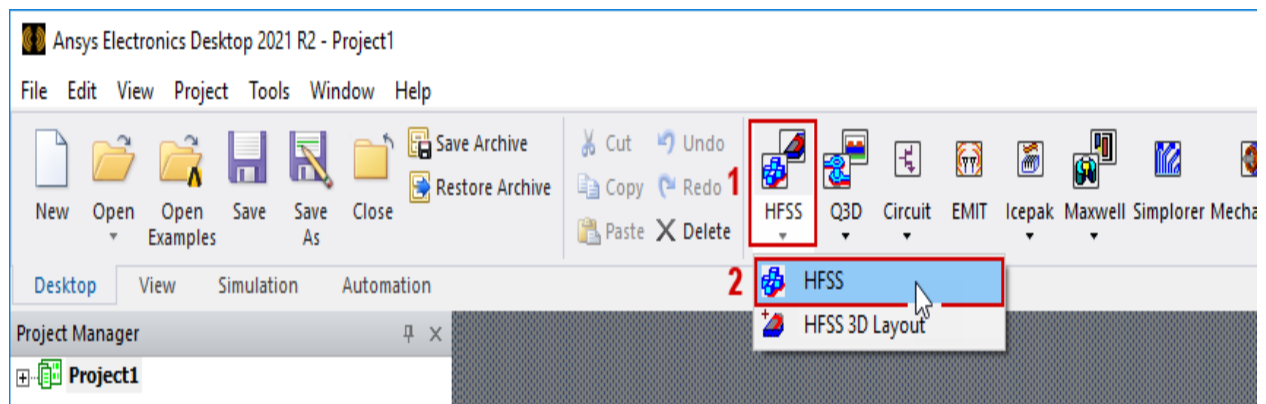 Ansys Electronics Desktop 2021 R2 - Project1
File Edit View Project Tools Window Help
New
Open
Open Examples
Save
Save As
Close
Save Archive
Restore Archive
Cut
Copy
Paste
Undo
Redo
Delete
1
HFSS
Q3D
Circuit
EMIT
Icepak
Maxwell
Simplorer
Mecha
Desktop View Simulation Automation
2
HFSS
HFSS 3D Layout
Project Manager
Project1